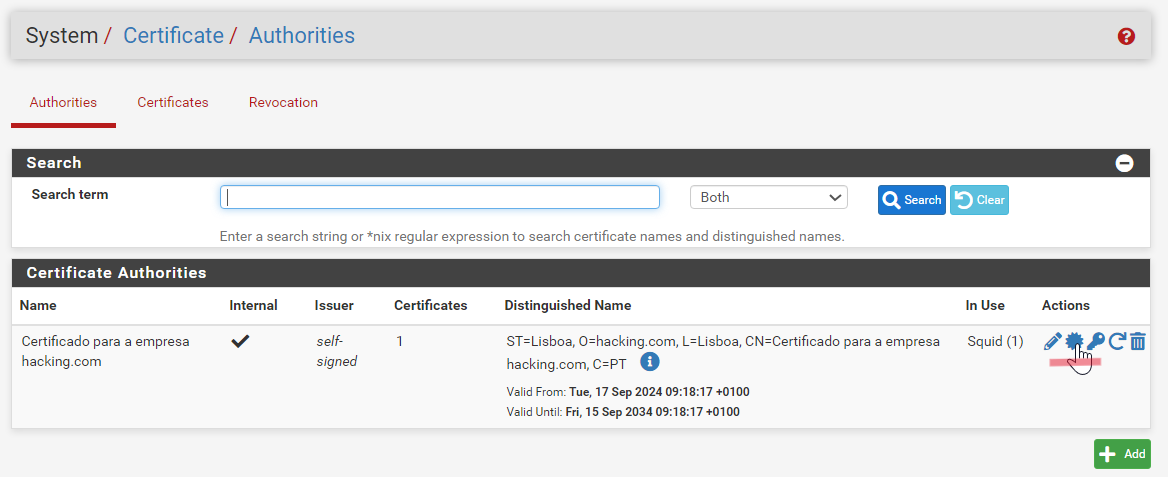 System / Certificate / Authorities
Authorities Certificates Revocation
Search
Search term Both Search Clear
Enter a search string or *nix regular expression to search certificate names and distinguished names.
Certificate Authorities
Name Internal Issuer Certificates Distinguished Name In Use Actions
Certificado para a empresa self- 1 ST=Lisboa, O=hacking.com, L=Lisboa, CN=Certificado para a empresa Squid (1)
hacking.com signed hacking.com, C=PT
Valid From: Tue, 17 Sep 2024 09:18:17 +0100
Valid Until: Fri, 15 Sep 2034 09:18:17 +0100
Add